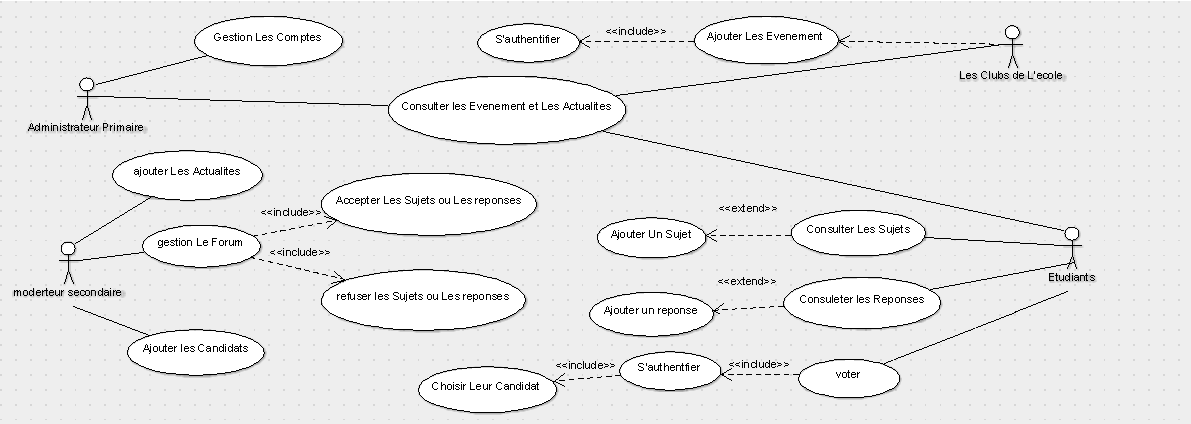 Gestion Les Comptes
S'authentifier
<<include>>
Ajouter Les Evenement
Les Clubs de L'ecole
Administrateur Primaire
Consulter les Evenement et Les Actualites
ajouter Les Actualites
<<include>>
Accepter Les Sujets ou Les reponses
gestion Le Forum
<<include>>
refuser les Sujets ou Les reponses
moderteur secondaire
Ajouter les Candidats
<<extend>>
Ajouter Un Sujet
Consulter Les Sujets
Etudiants
<<extend>>
Ajouter un reponse
Consuleter les Reponses
<<include>>
S'authentfier
<<include>>
Choisir Leur Candidat
voter